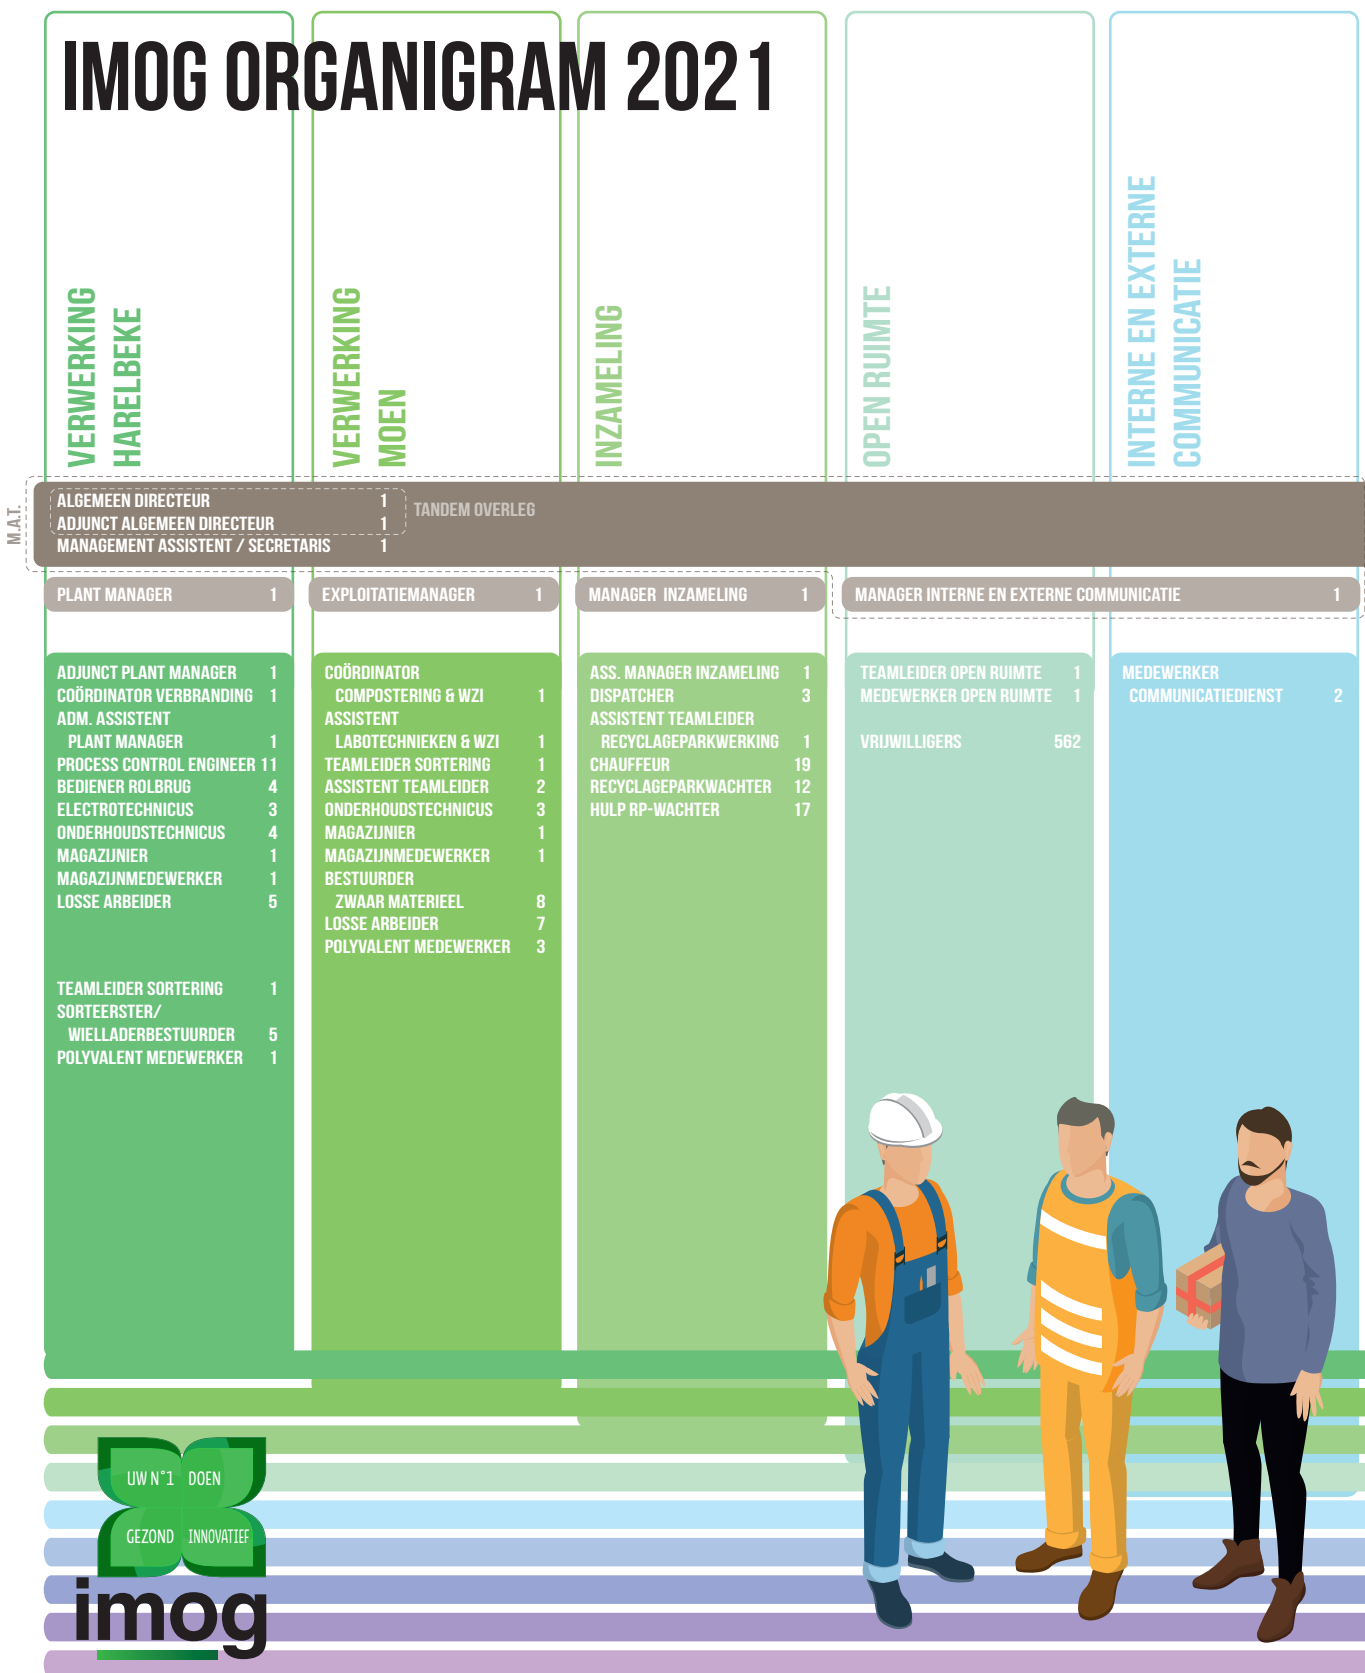 IMOG ORGANIGRAM 2021
VERWERKING
HARELBEKE
VERWERKING
MOEN
INZAMELING
OPEN RUIMTE
INTERNE EN EXTERNE
COMMUNICATIE
M.A.T.
ALGEMEEN DIRECTEUR 1
ADJUNCT ALGEMEEN DIRECTEUR 1
TANDEM OVERLEG
MANAGEMENT ASSISTENT / SECRETARIS 1
PLANT MANAGER 1
EXPLOITATIEMANAGER 1
MANAGER INZAMELING 1
MANAGER INTERNE EN EXTERNE COMMUNICATIE 1
ADJUNCT PLANT MANAGER 1
COÖRDINATOR VERBRANDING 1
ADM. ASSISTENT
PLANT MANAGER 1
PROCESS CONTROL ENGINEER 11
BEDIENER ROLBRUG 4
ELECTROTECHNICUS 3
ONDERHOUDSTECHNICUS 4
MAGAZIJNIER 1
MAGAZIJNMEDEWERKER 1
LOSSE ARBEIDER 5
TEAMLEIDER SORTERING 1
SORTEERSTER/
WIELLADERBESTUURDER 5
POLYVALENT MEDEWERKER 1
COÖRDINATOR
COMPOSTERING & WZI 1
ASSISTENT
LABOTECHNIEKEN & WZI 1
TEAMLEIDER SORTERING 1
ASSISTENT TEAMLEIDER 2
ONDERHOUDSTECHNICUS 3
MAGAZIJNIER 1
MAGAZIJNMEDEWERKER 1
BESTUURDER
ZWAAR MATERIEEL 8
LOSSE ARBEIDER 7
POLYVALENT MEDEWERKER 3
ASS. MANAGER INZAMELING 1
DISPATCHER 3
ASSISTENT TEAMLEIDER
RECYCLAGEPARKWERKING 1
CHAUFFEUR 19
RECYCLAGEPARKWACHTER 12
HULP RP-WACHTER 17
TEAMLEIDER OPEN RUIMTE 1
MEDEWERKER OPEN RUIMTE 1
VRIJWILLIGERS 562
MEDEWERKER
COMMUNICATIEDIENST 2
UW N°1 DOEN
GEZOND INNOVATIEF
imog